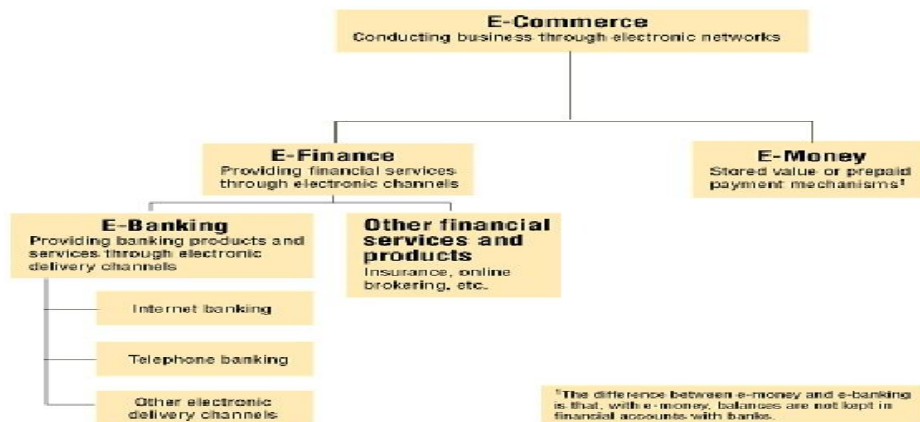 E-Commerce
Conducting business through electronic networks
E-Finance
Providing financial services
through electronic channels
E-Money
Stored value or prepaid
payment mechanisms¹
E-Banking
Providing banking products and
services through electronic
delivery channels
Other financial
services and
products
Insurance, online
brokering, etc.
Internet banking
Telephone banking
Other electronic
delivery channels
¹The difference between e-money and e-banking
is that, with e-money, balances are not kept in
financial accounts with banks.